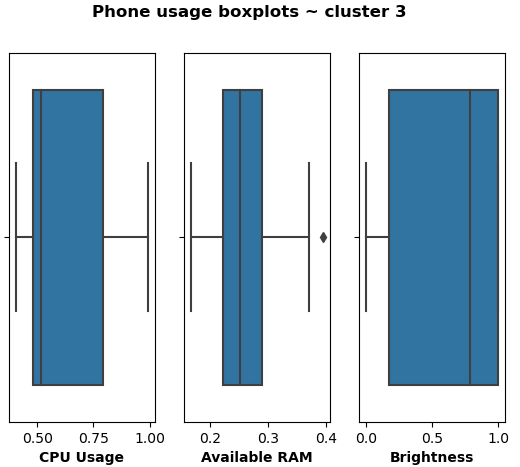 Phone usage boxplots ~ cluster 3
0.50 0.75 1.00
CPU Usage
0.2 0.3 0.4
Available RAM
0.0 0.5 1.0
Brightness